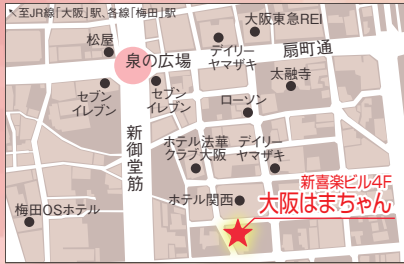 ↖至JR線「大阪」駅、各線「梅田」駅
大阪東急REI
松屋
泉の広場
デイリー
ヤマザキ
扇町通
太融寺
セブン
イレブン
セブン
イレブン
ローソン
新御堂筋
ホテル法華
クラブ大阪
デイリー
ヤマザキ
新喜楽ビル4F
大阪はまちゃん
ホテル関西
梅田OSホテル